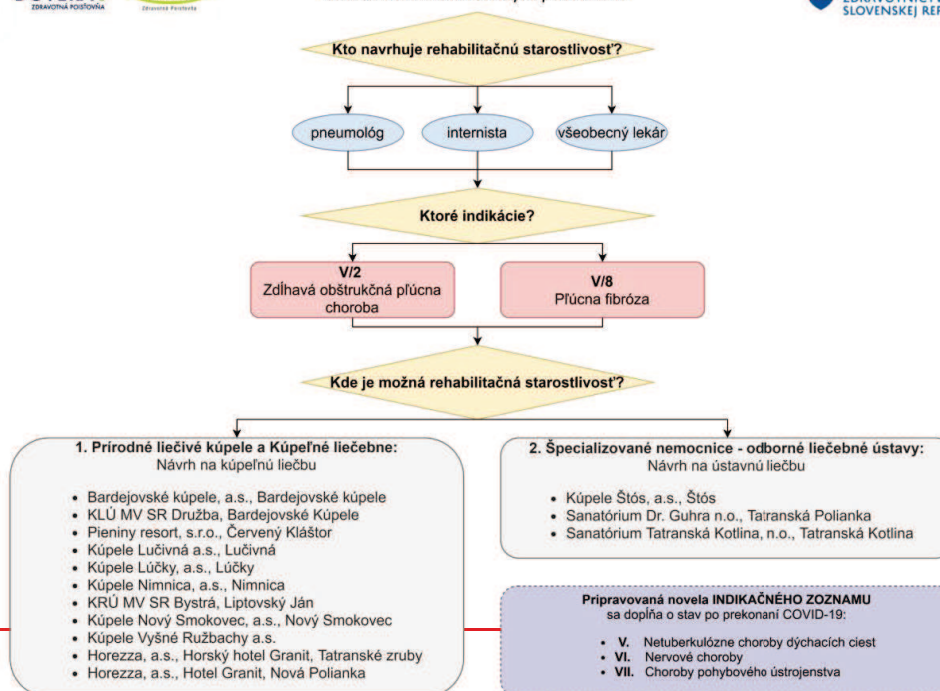 ZDRAVOTNÁ POISŤOVŇA
Zdravotná Poisťovňa
SLOVENSKEJ REP
Kto navrhuje rehabilitačnú starostlivosť?
pneumológ
internista
všeobecný lekár
Ktoré indikácie?
V/2
Zdĺhavá obštrukčná pľúcna
choroba
V/8
Pľúcna fibróza
Kde je možná rehabilitačná starostlivosť?
1. Prírodné liečivé kúpele a Kúpeľné liečebne:
Návrh na kúpeľnú liečbu
• Bardejovské kúpele, a.s., Bardejovské kúpele
• KLÚ MV SR Družba, Bardejovské Kúpele
• Pieniny resort, s.r.o., Červený Kláštor
• Kúpele Lučivná a.s., Lučivná
• Kúpele Lúčky, a.s., Lúčky
• Kúpele Nimnica, a.s., Nimnica
• KRÚ MV SR Bystrá, Liptovský Ján
• Kúpele Nový Smokovec, a.s., Nový Smokovec
• Kúpele Vyšné Ružbachy a.s.
• Horezza, a.s., Horský hotel Granit, Tatranské zruby
• Horezza, a.s., Hotel Granit, Nová Polianka
2. Špecializované nemocnice - odborné liečebné ústavy:
Návrh na ústavnú liečbu
• Kúpele Štós, a.s., Štós
• Sanatórium Dr. Guhra n.o., Tatranská Polianka
• Sanatórium Tatranská Kotlina, n.o., Tatranská Kotlina
Pripravovaná novela INDIKAČNÉHO ZOZNAMU
sa dopĺňa o stav po prekonaní COVID-19:
• V. Netuberkulózne choroby dýchacích ciest
• VI. Nervové choroby
• VII. Choroby pohybového ústrojenstva